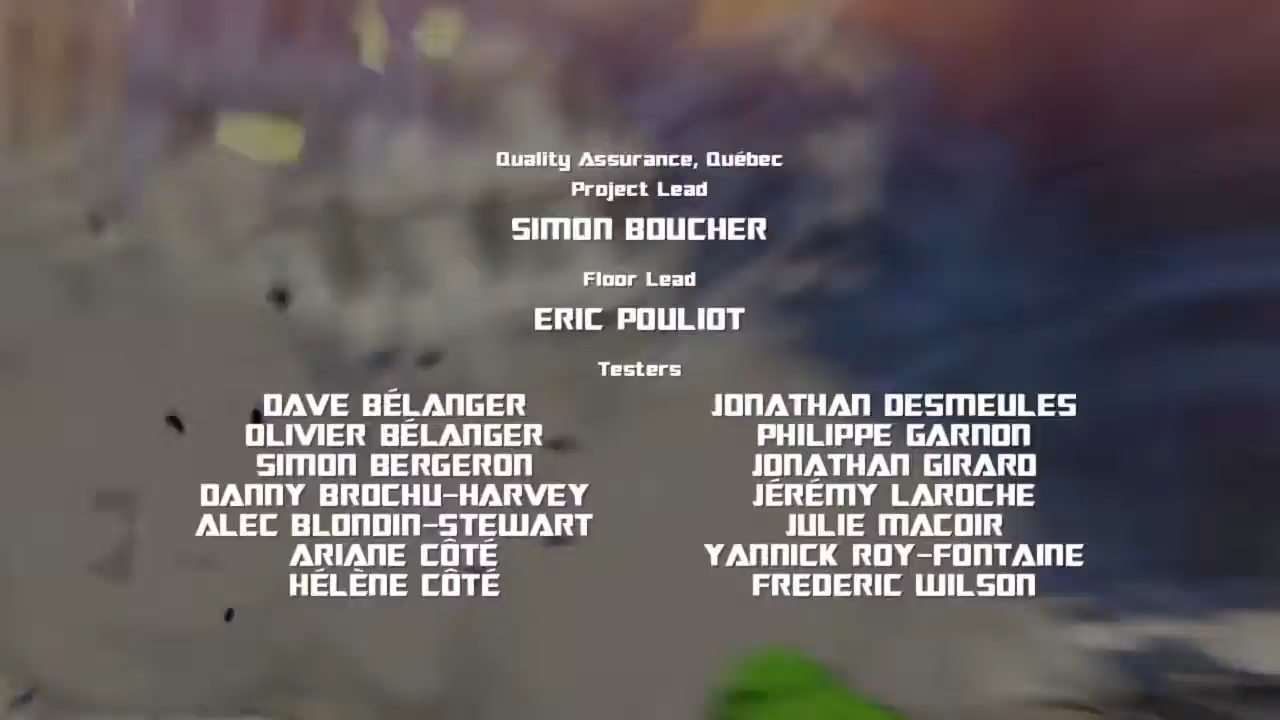 Quality Assurance, Québec
Project Lead
SIMON BOUCHER
Floor Lead
ERIC POULIOT
Testers
DAVE BÉLANGER
OLIVIER BÉLANGER
SIMON BERGERON
DANNY BROCHU-HARVEY
ALEC BLONDIN-STEWART
ARIANE CÔTÉ
HÉLÈNE CÔTÉ
JONATHAN DESMEULES
PHILIPPE GARNON
JONATHAN GIRARD
JÉRÉMY LAROCHE
JULIE MACOIR
YANNICK ROY-FONTAINE
FREDERIC WILSON